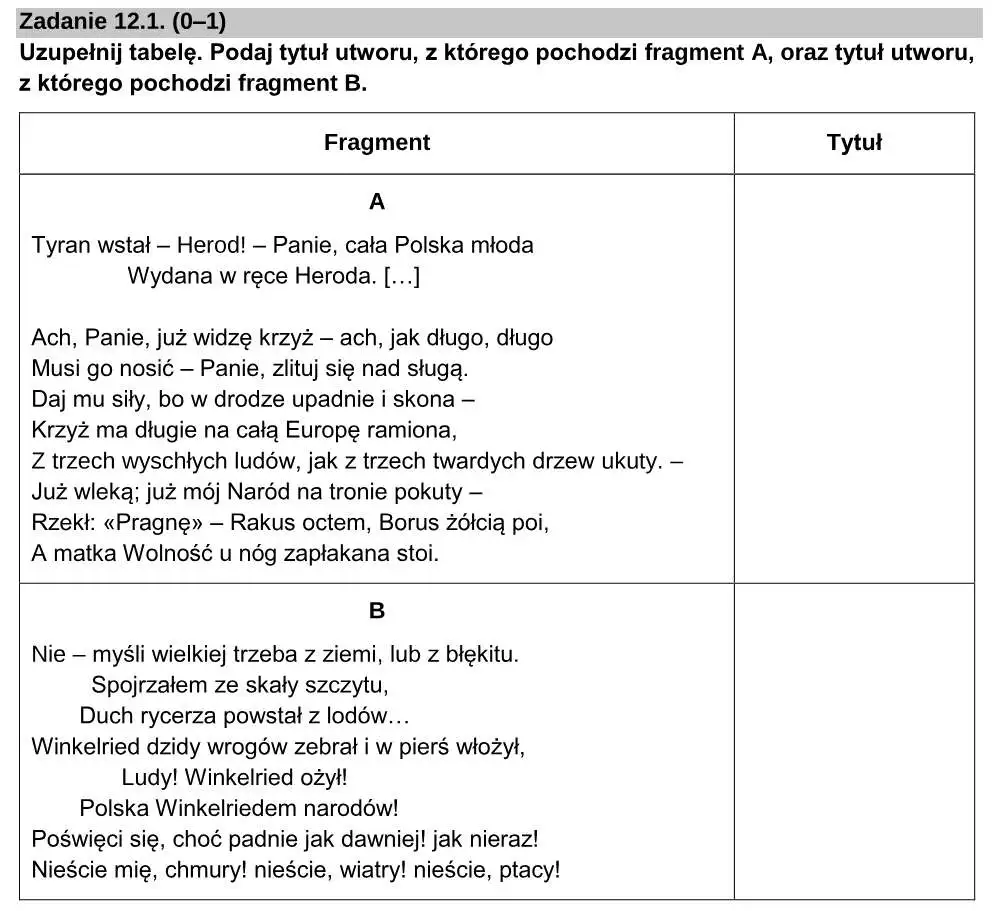 Zadanie 12.1. (0–1)
Uzupełnij tabelę. Podaj tytuł utworu, z którego pochodzi fragment A, oraz tytuł utworu,
z którego pochodzi fragment B.
Fragment
Tytuł
A
Tyran wstał – Herod! – Panie, cała Polska młoda
Wydana w ręce Heroda. […]
Ach, Panie, już widzę krzyż – ach, jak długo, długo
Musi go nosić – Panie, zlituj się nad sługą.
Daj mu siły, bo w drodze upadnie i skona –
Krzyż ma długie na całą Europę ramiona,
Z trzech wyschłych ludów, jak z trzech twardych drzew ukuty. –
Już wleką; już mój Naród na tronie pokuty –
Rzekł: «Pragnę» – Rakus octem, Borus żółcią poi,
A matka Wolność u nóg zapłakana stoi.
B
Nie – myśli wielkiej trzeba z ziemi, lub z błękitu.
Spojrzałem ze skały szczytu,
Duch rycerza powstał z lodów…
Winkelried dzidy wrogów zebrał i w pierś włożył,
Ludy! Winkelried ożył!
Polska Winkelriedem narodów!
Poświęci się, choć padnie jak dawniej! jak nieraz!
Nieście mię, chmury! nieście, wiatry! nieście, ptacy!